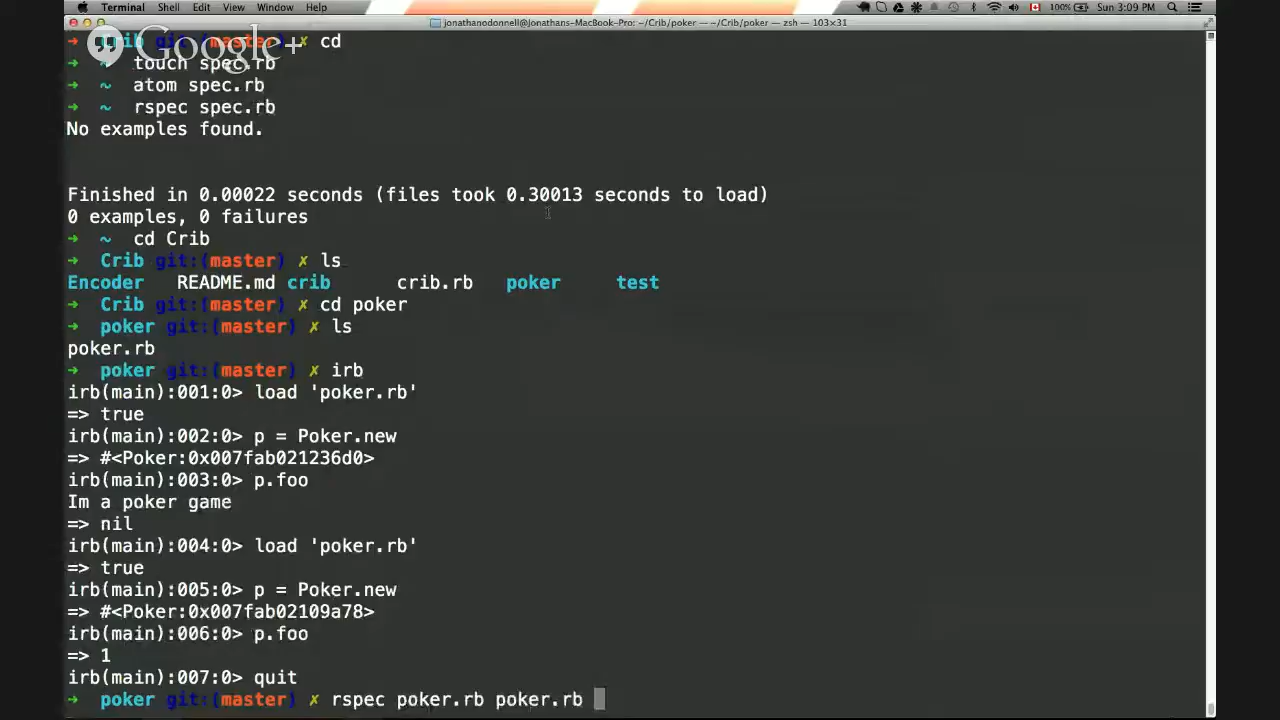 Terminal Shell Edit View Window Help 100% Sun 3:09 PM
jonathanodonnell@Jonathans-MacBook-Pro: ~/Crib/poker — ~/Crib/poker — zsh — 103×31
Google+
➜ Crib git:(master) ✗ cd
➜ ~ touch spec.rb
➜ ~ atom spec.rb
➜ ~ rspec spec.rb
No examples found.
Finished in 0.00022 seconds (files took 0.30013 seconds to load)
0 examples, 0 failures
➜ ~ cd Crib
➜ Crib git:(master) ✗ ls
Encoder README.md crib crib.rb poker test
➜ Crib git:(master) ✗ cd poker
➜ poker git:(master) ✗ ls
poker.rb
➜ poker git:(master) ✗ irb
irb(main):001:0> load 'poker.rb'
=> true
irb(main):002:0> p = Poker.new
=> #<Poker:0x007fab021236d0>
irb(main):003:0> p.foo
Im a poker game
=> nil
irb(main):004:0> load 'poker.rb'
=> true
irb(main):005:0> p = Poker.new
=> #<Poker:0x007fab02109a78>
irb(main):006:0> p.foo
=> 1
irb(main):007:0> quit
➜ poker git:(master) ✗ rspec poker.rb poker.rb